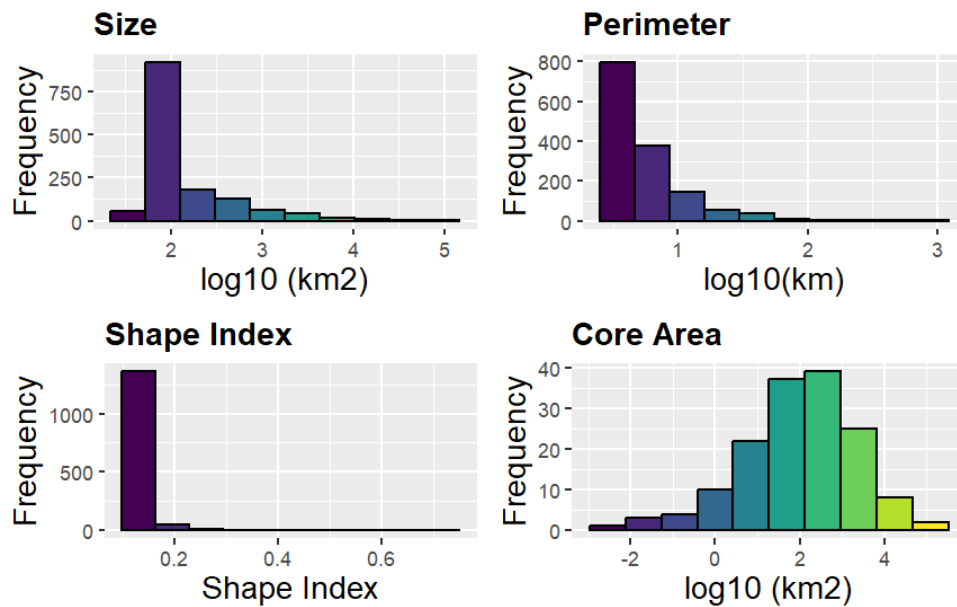 Size
Frequency
750
500
250
0
2 3 4 5
log10 (km2)
Perimeter
Frequency
800
600
400
200
0
1 2 3
log10(km)
Shape Index
Frequency
1000
500
0
0.2 0.4 0.6
Shape Index
Core Area
Frequency
40
30
20
10
0
-2 0 2 4
log10 (km2)